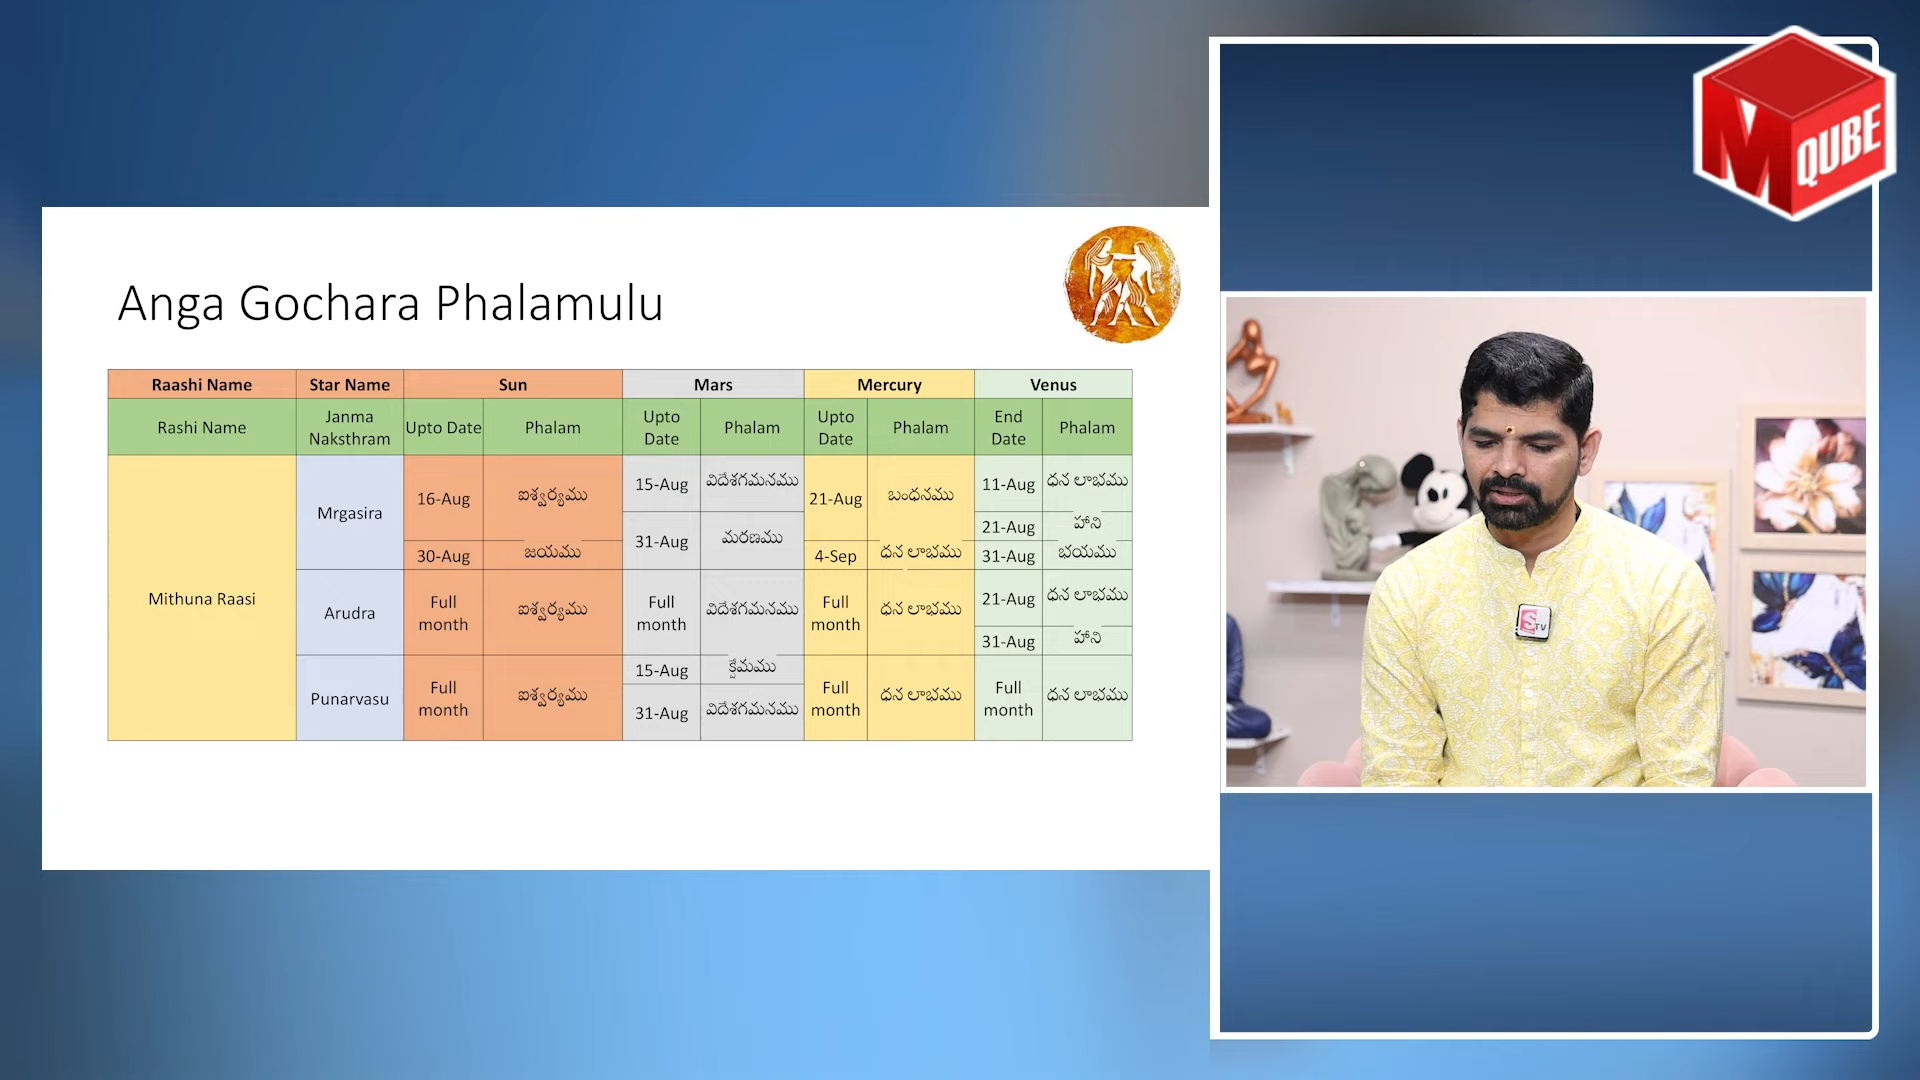 M QUBE
Anga Gochara Phalamulu
Raashi Name Star Name Sun Mars Mercury Venus
Rashi Name Janma Naksthram Upto Date Phalam Upto Date Phalam Upto Date Phalam End Date Phalam
Mithuna Raasi Mrgasira 16-Aug ఐశ్వర్యము 15-Aug విదేశగమనము 21-Aug బంధనము 11-Aug ధన లాభము
21-Aug హాని
31-Aug మరణము
30-Aug జయము 4-Sep ధన లాభము 31-Aug భయము
Arudra Full month ఐశ్వర్యము Full month విదేశగమనము Full month ధన లాభము 21-Aug ధన లాభము
31-Aug హాని
Punarvasu Full month ఐశ్వర్యము 15-Aug క్షేమము Full month ధన లాభము Full month ధన లాభము
31-Aug విదేశగమనము
S TV